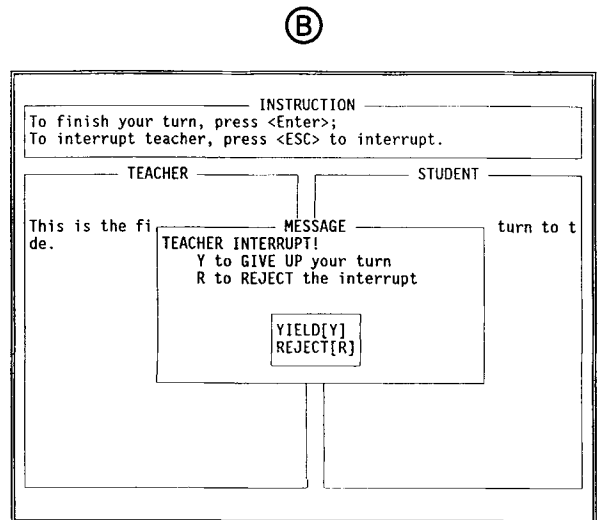 B
INSTRUCTION
To finish your turn, press <Enter>;
To interrupt teacher, press <ESC> to interrupt.
TEACHER
STUDENT
This is the fi
de.
turn to t
MESSAGE
TEACHER INTERRUPT!
Y to GIVE UP your turn
R to REJECT the interrupt
YIELD[Y]
REJECT[R]